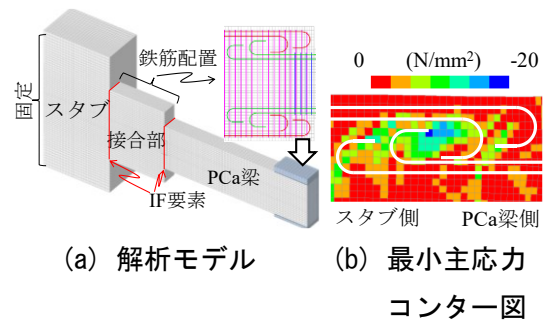 鉄筋配置
固定
スタブ
接合部
PCa梁
IF要素
(a) 解析モデル
0 (N/mm²) -20
スタブ側 PCa梁側
(b) 最小主応力
コンター図